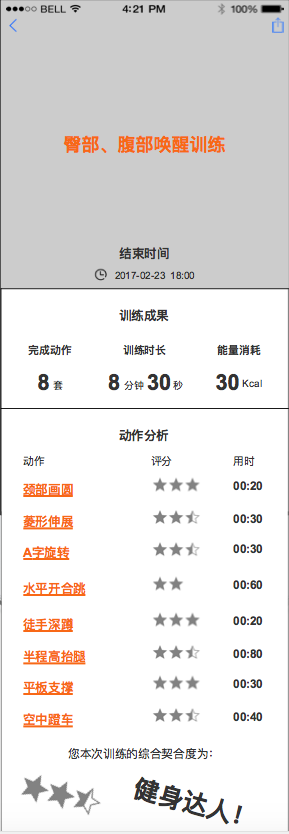 BELL 4:21 PM 100%
臀部、腹部唤醒训练
结束时间
2017-02-23 18:00
训练成果
完成动作 训练时长 能量消耗
8 套 8 分钟 30 秒 30 Kcal
动作分析
动作 评分 用时
颈部画圆 00:20
菱形伸展 00:30
A字旋转 00:30
水平开合跳 00:60
徒手深蹲 00:20
半程高抬腿 00:80
平板支撑 00:30
空中蹬车 00:40
您本次训练的综合契合度为：
健身达人！